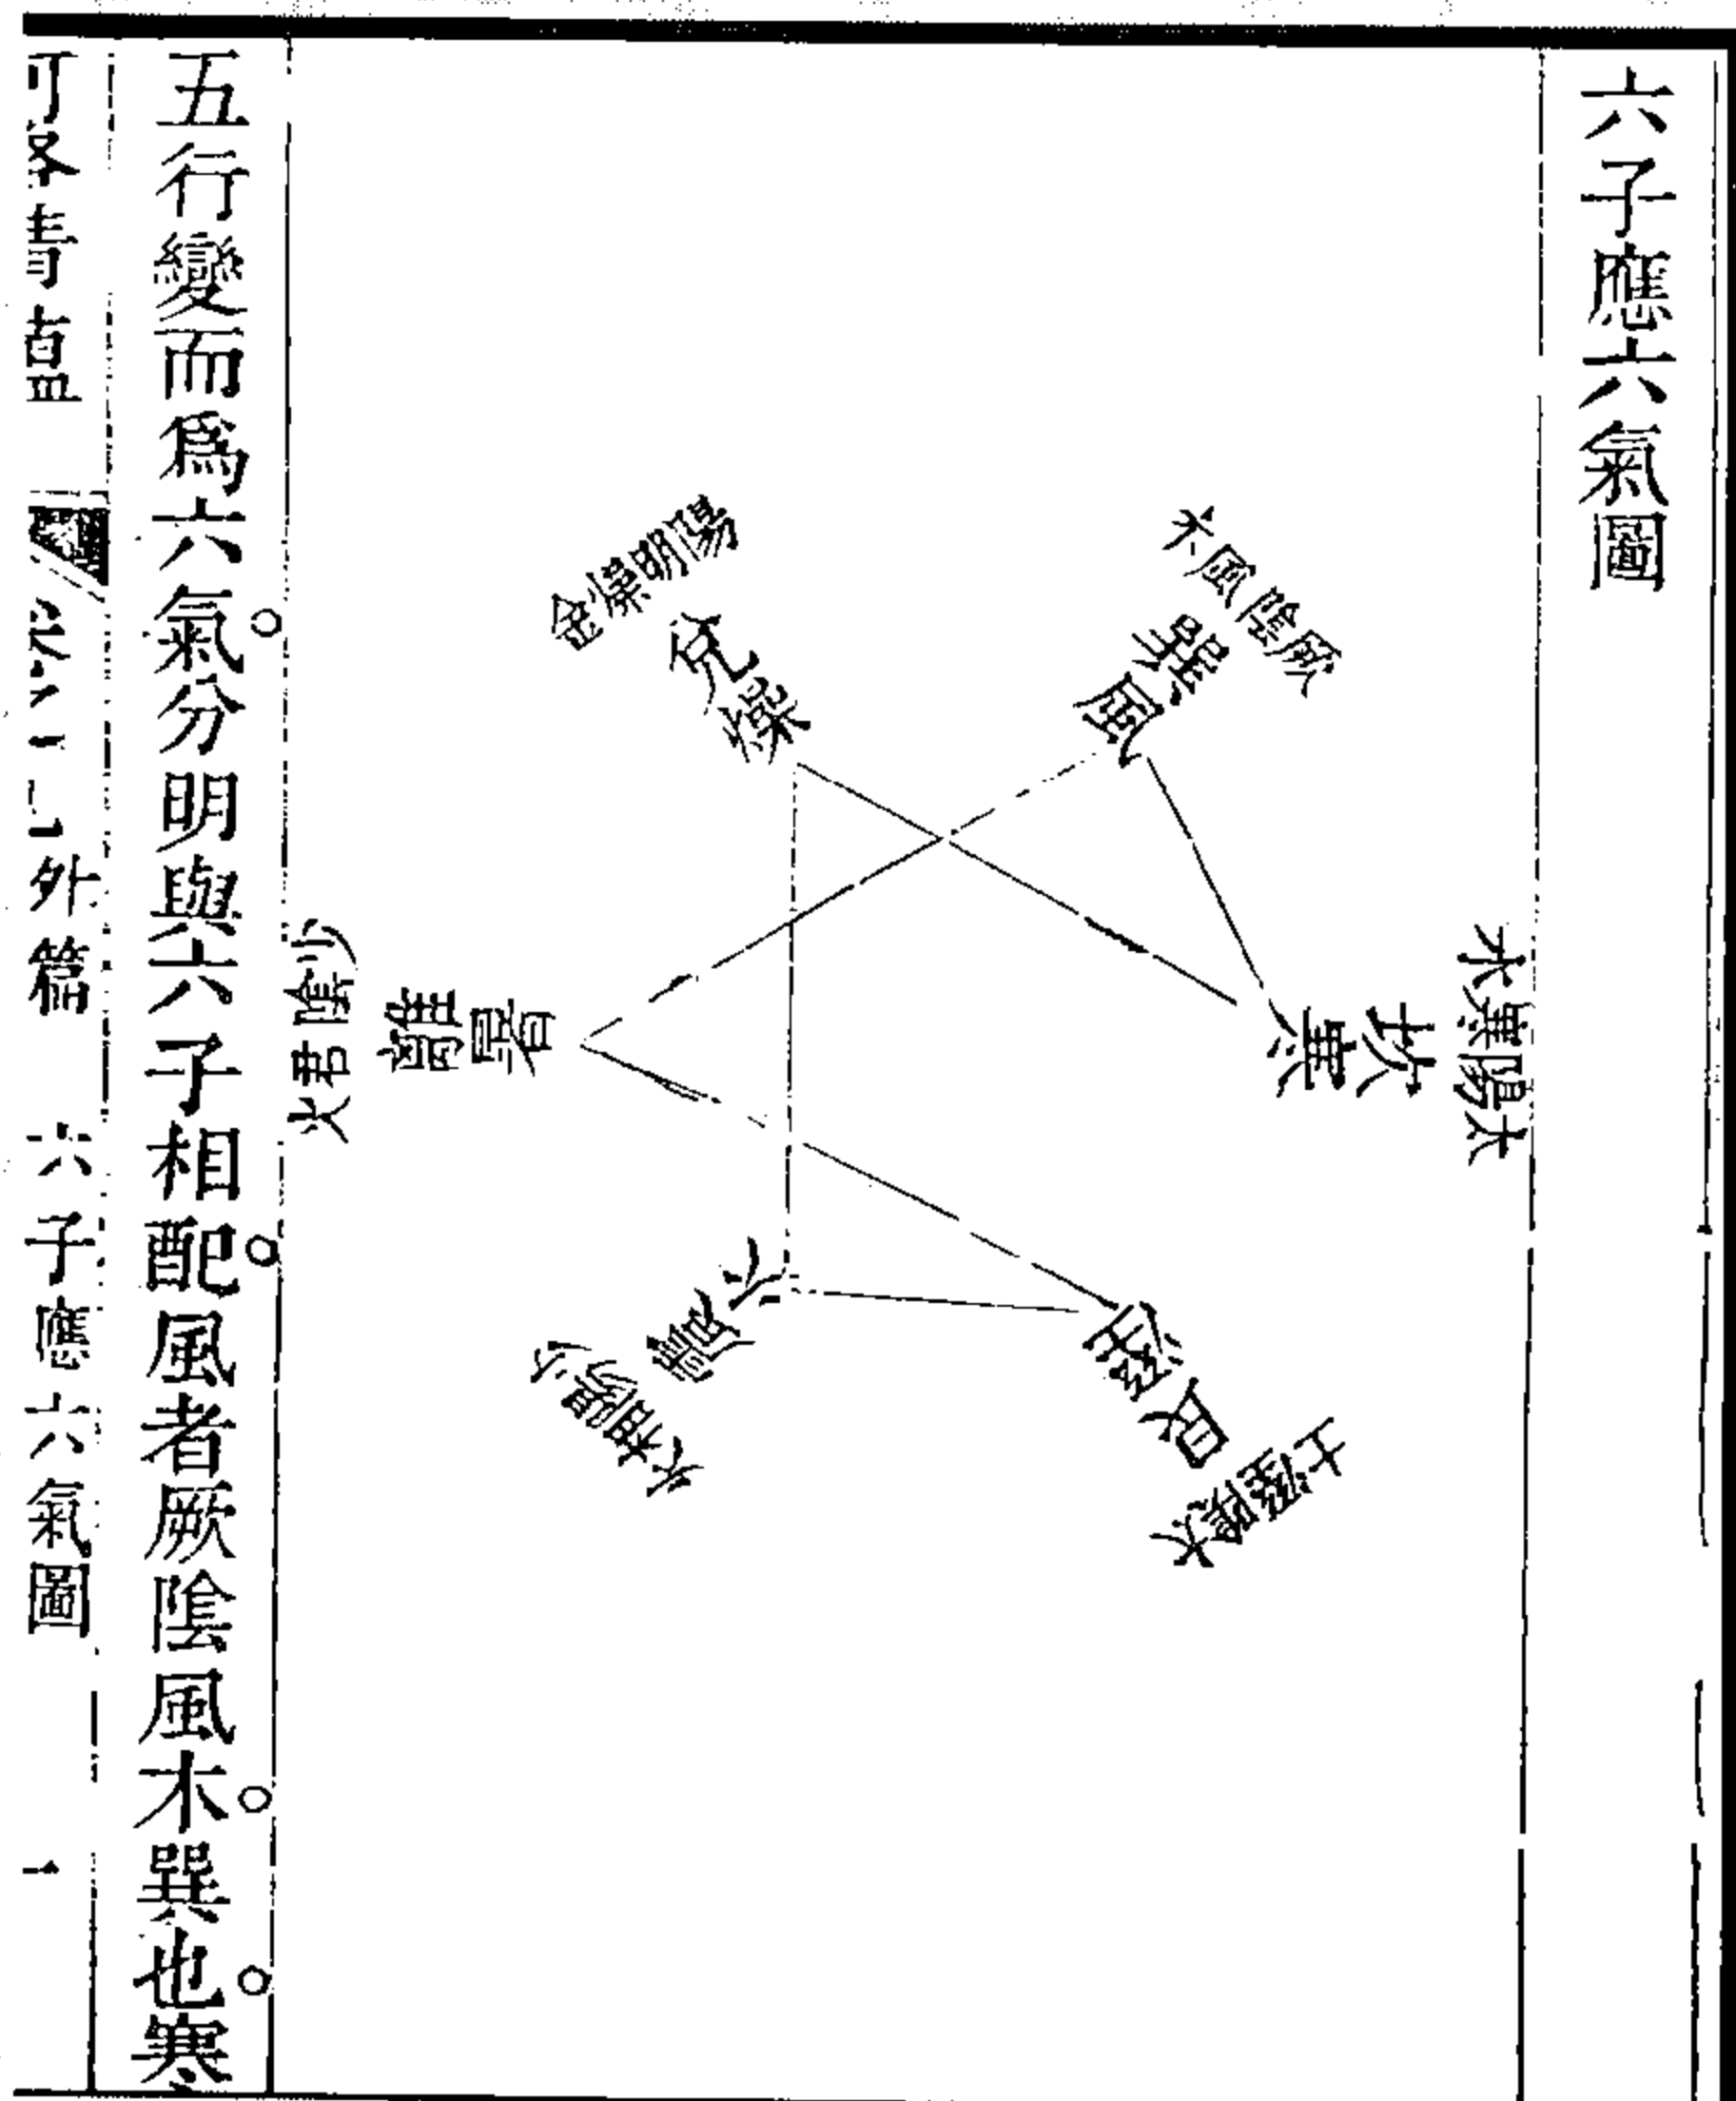 六子應六氣圖
太陽寒水
坎寒
厥陰風木
巽風
陽明燥金
兌燥
少陰君火
離暑
少陽相火
震火
太陰濕土
艮濕
五行變而爲六氣。分明與六子相配。風者厥陰風木。巽也。寒
外篇 六子應六氣圖 一